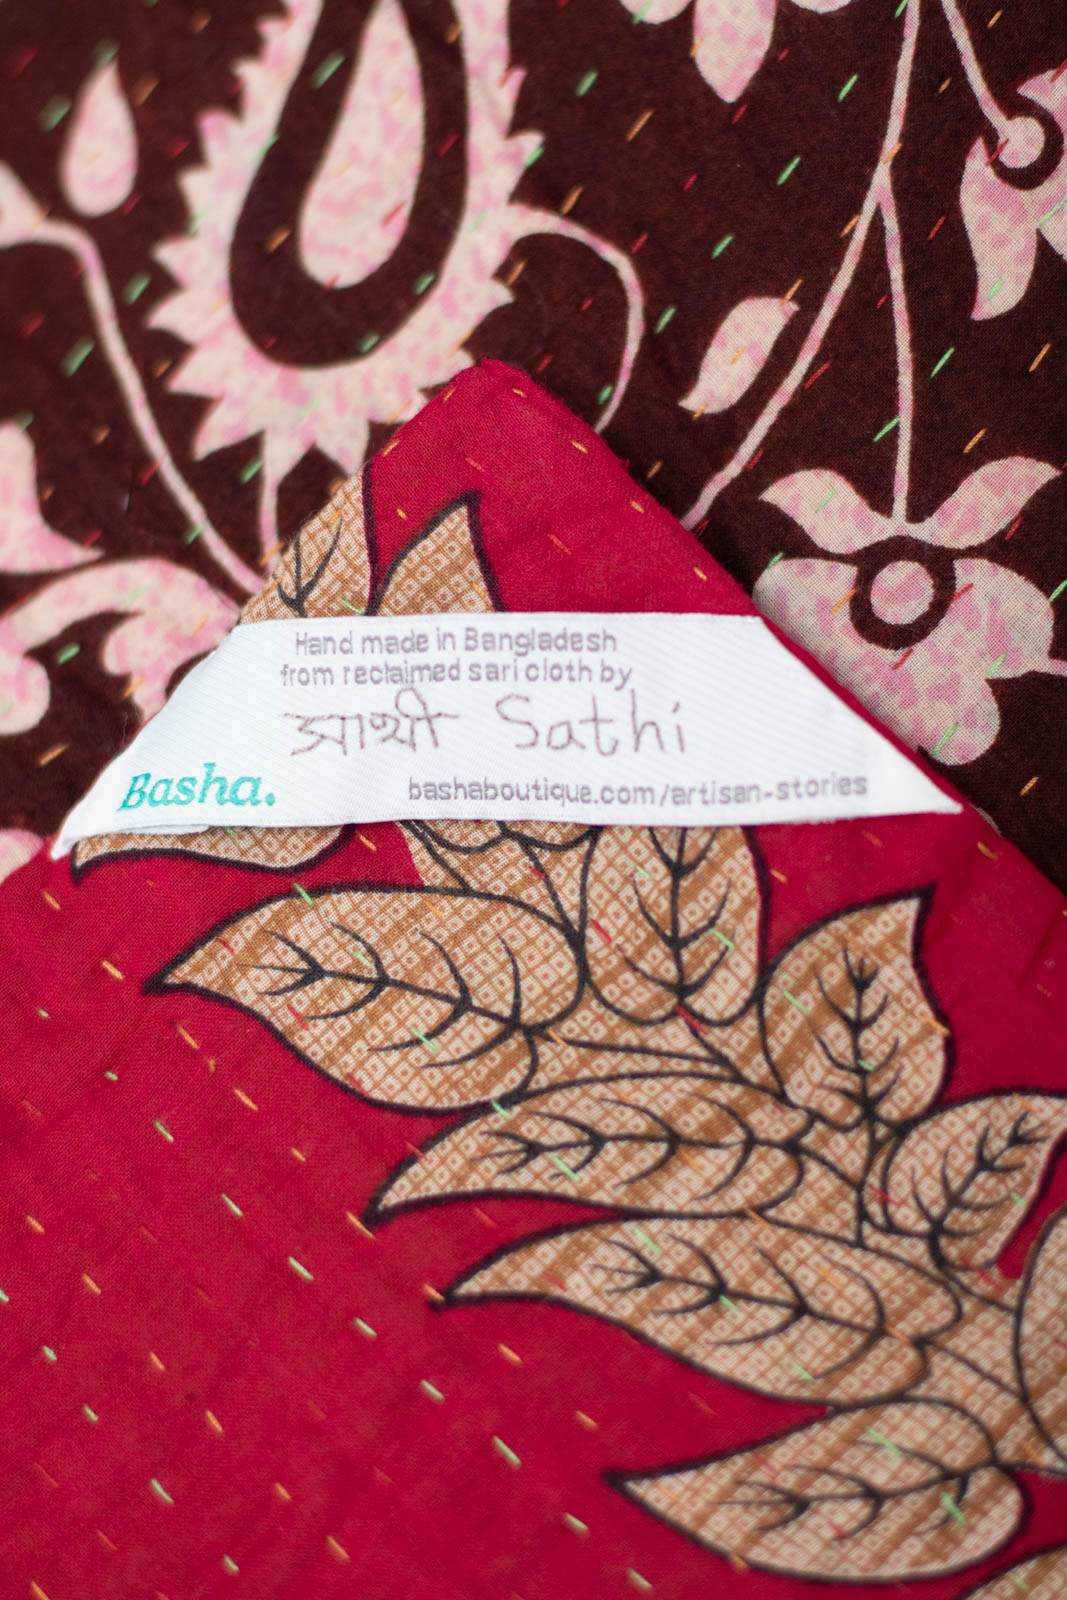 Hand made in Bangladesh
from reclaimed sari cloth by
সাথী Sathi
Basha.
bashaboutique.com/artisan-stories